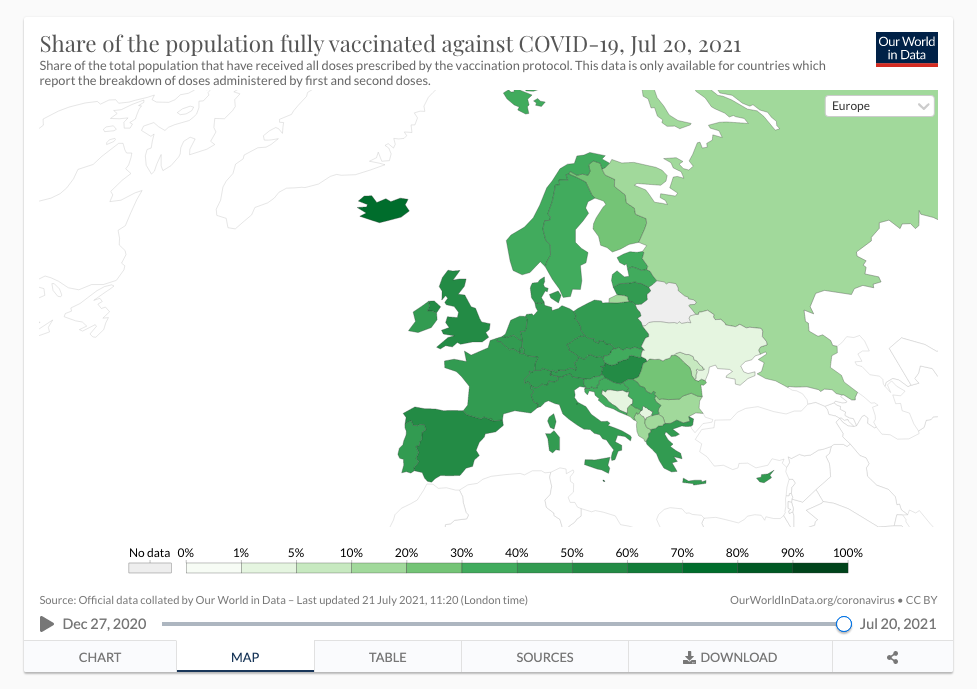 Share of the population fully vaccinated against COVID-19, Jul 20, 2021
Share of the total population that have received all doses prescribed by the vaccination protocol. This data is only available for countries which
report the breakdown of doses administered by first and second doses.
Our World
in Data
Europe
No data 0% 1% 5% 10% 20% 30% 40% 50% 60% 70% 80% 90% 100%
Source: Official data collated by Our World in Data – Last updated 21 July 2021, 11:20 (London time)
OurWorldInData.org/coronavirus • CC BY
Dec 27, 2020
Jul 20, 2021
CHART MAP TABLE SOURCES DOWNLOAD